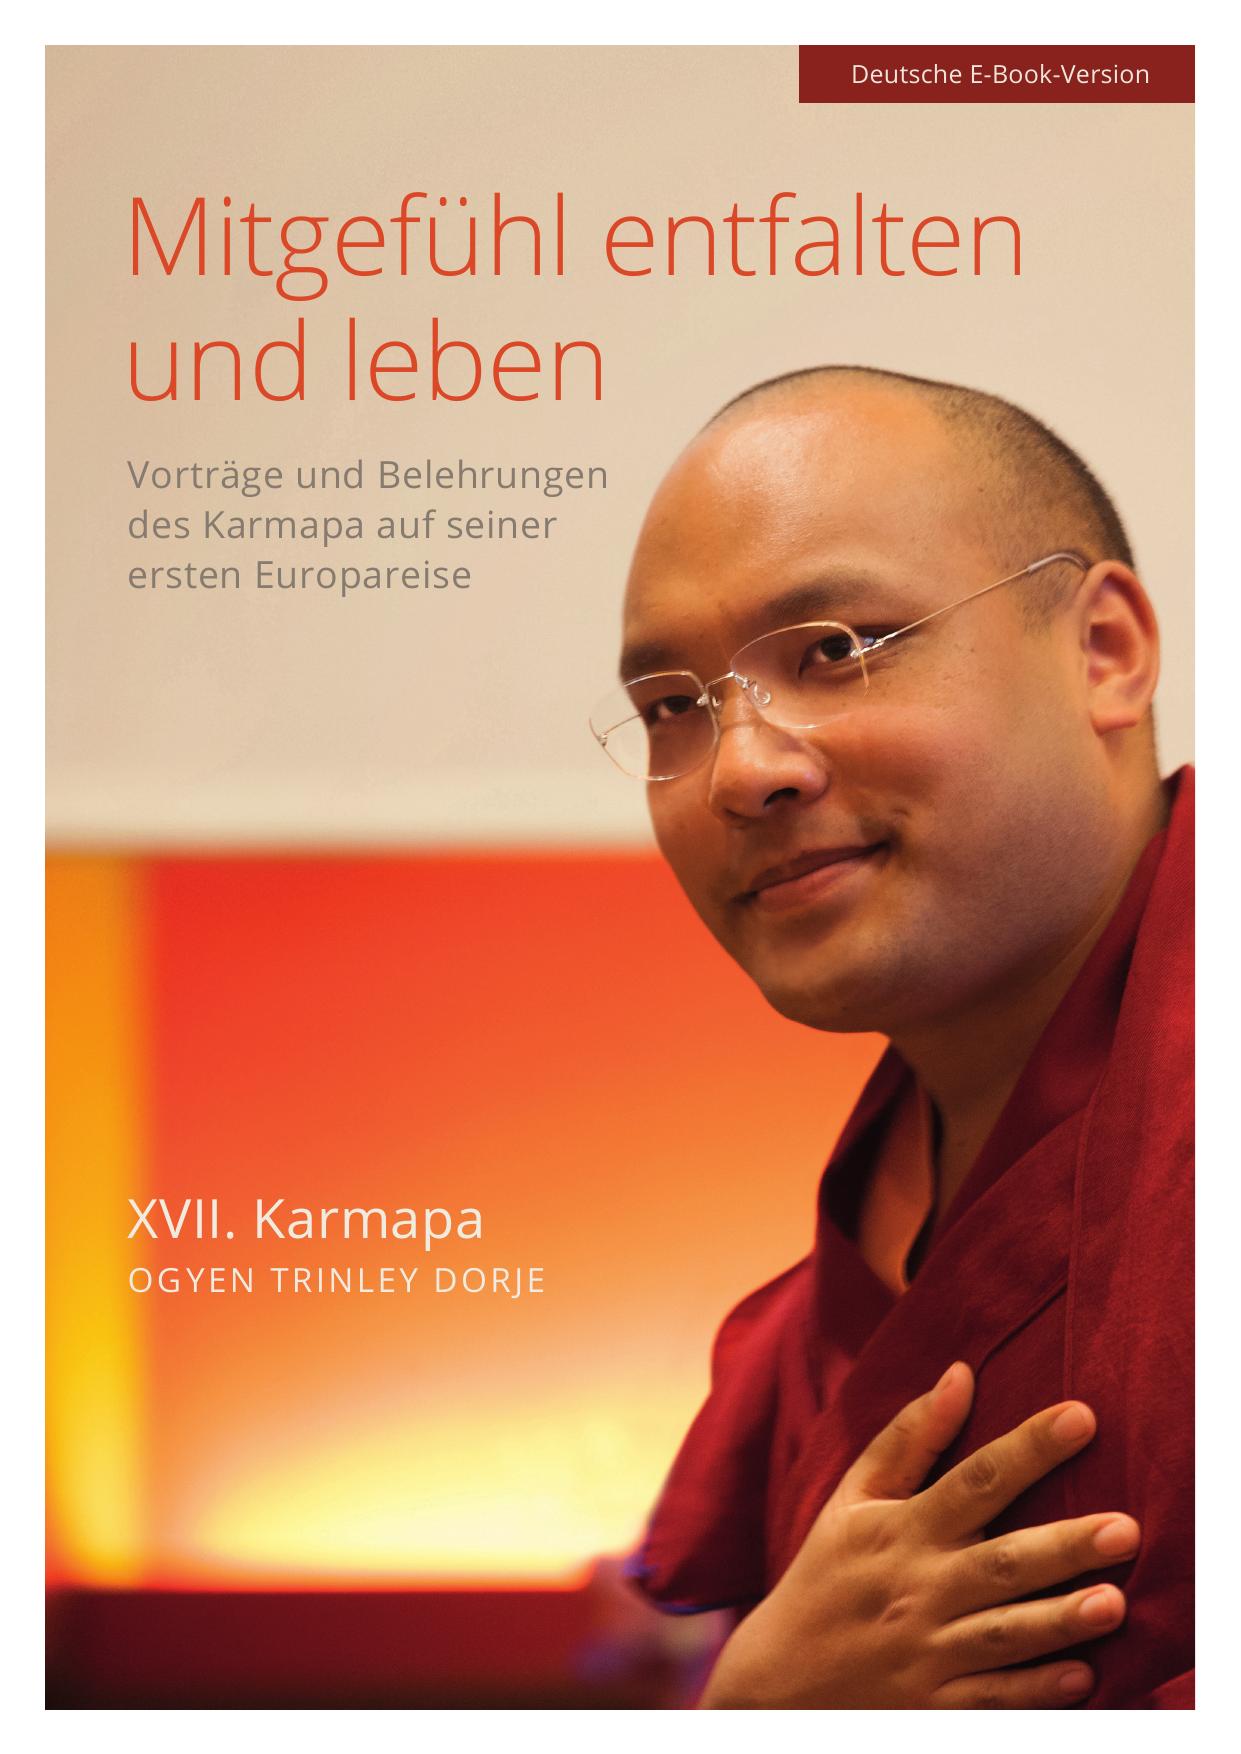 Deutsche E-Book-Version
Mitgefühl entfalten
und leben
Vorträge und Belehrungen
des Karmapa auf seiner
ersten Europareise
XVII. Karmapa
OGYEN TRINLEY DORJE